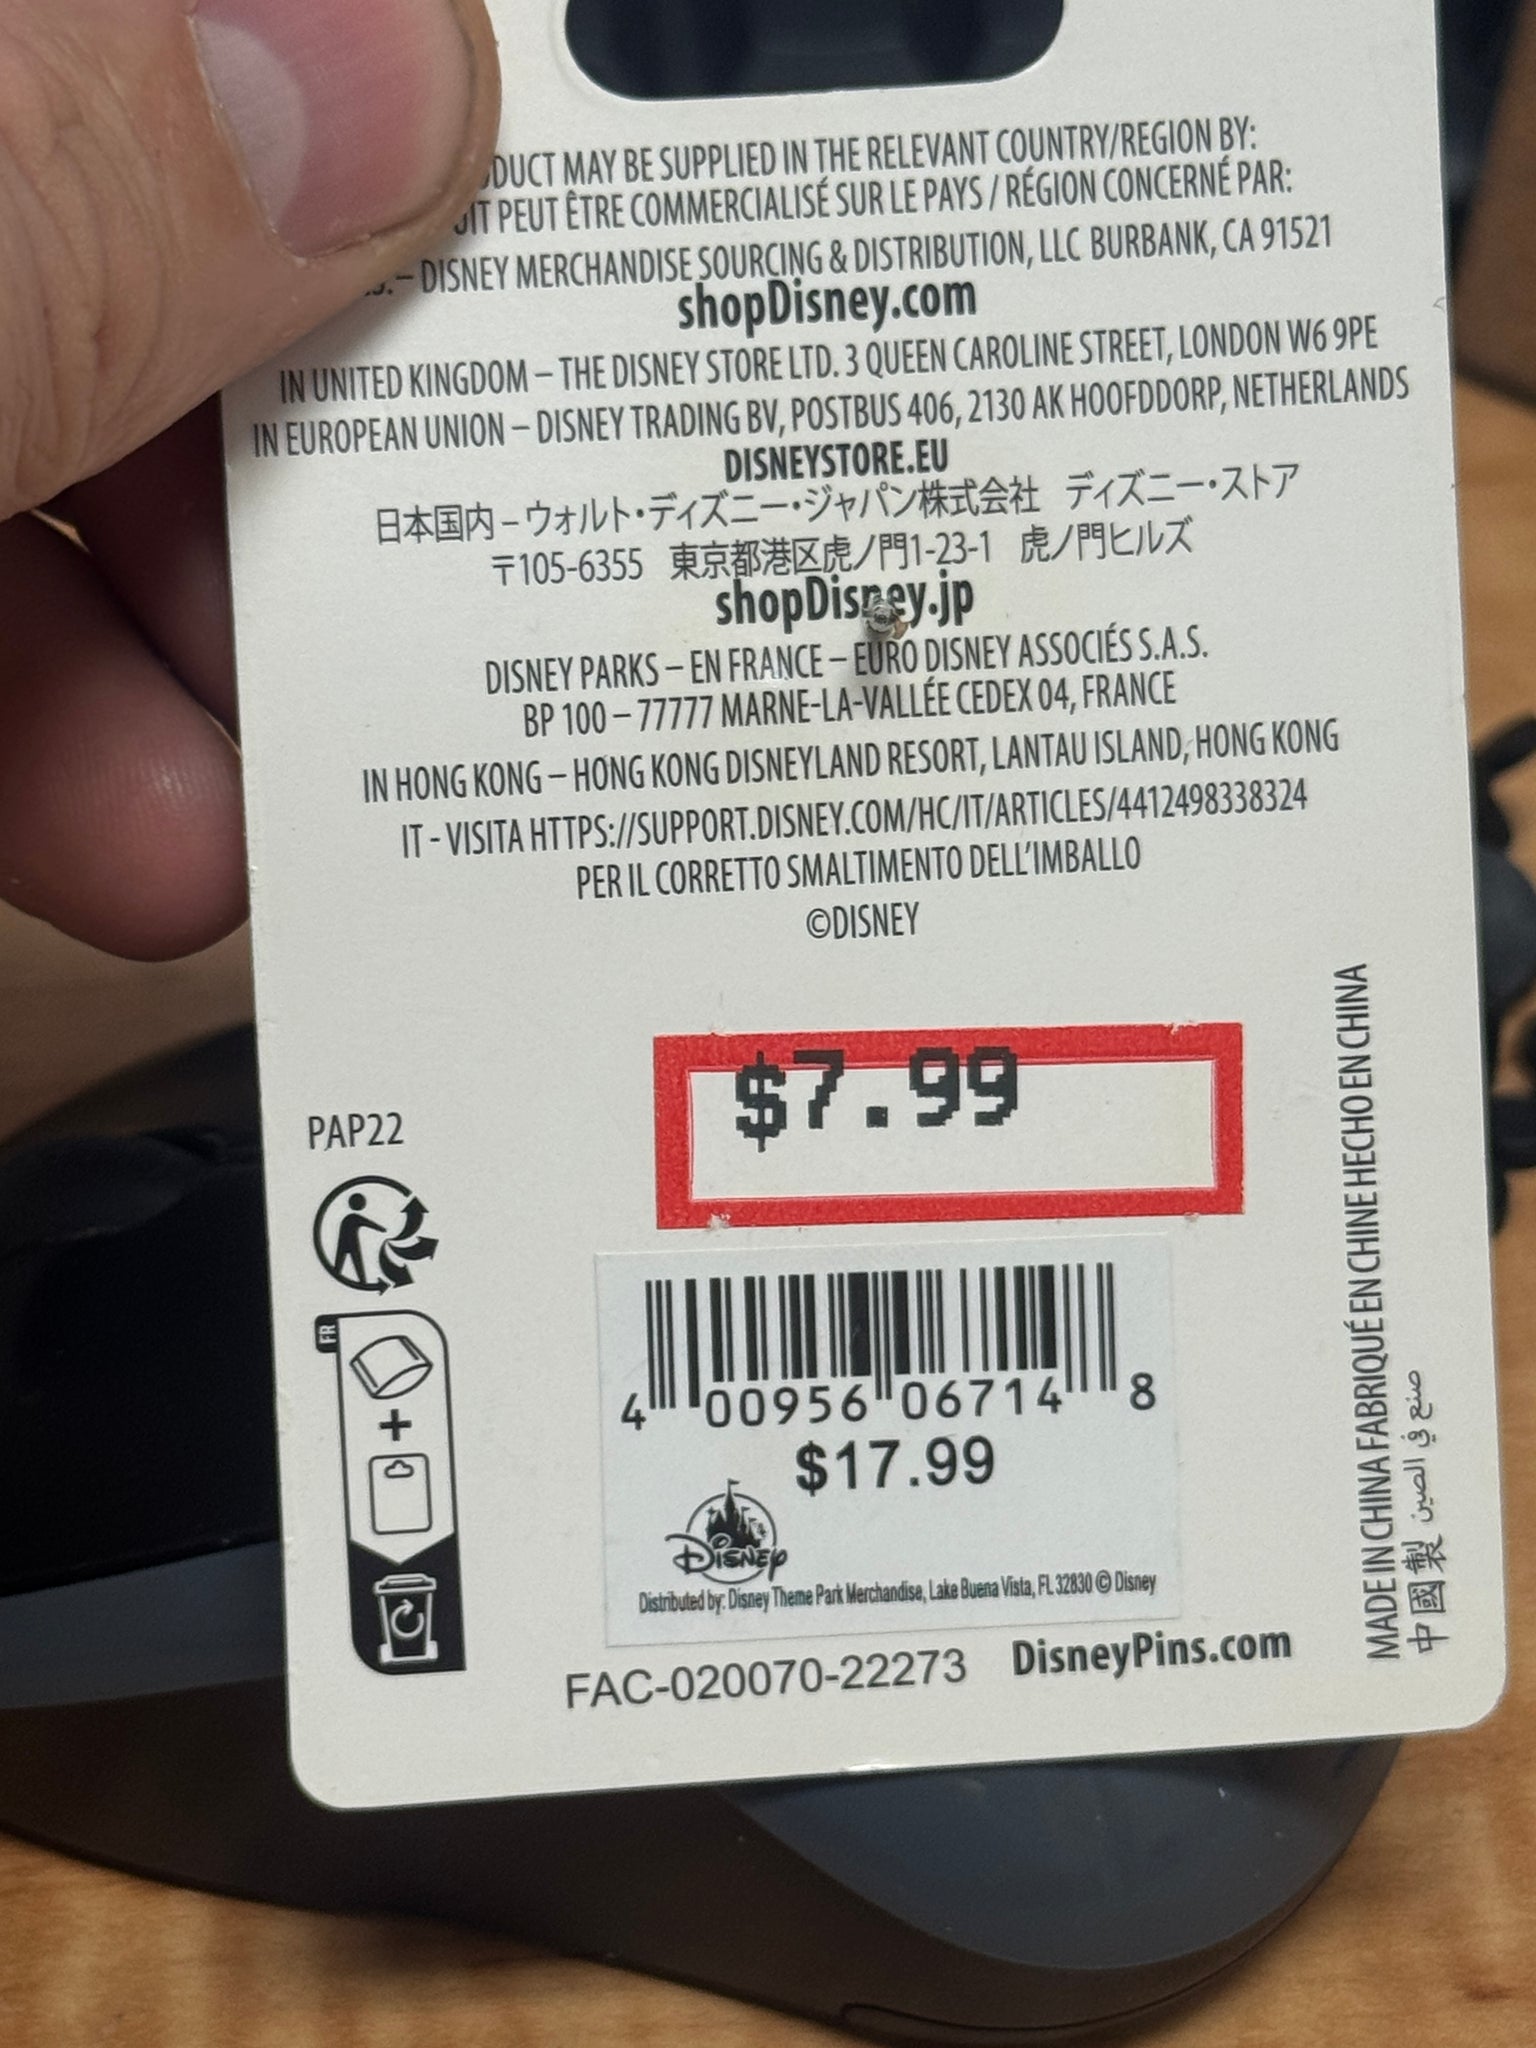 DUCT MAY BE SUPPLIED IN THE RELEVANT COUNTRY/REGION BY:
UIT PEUT ÊTRE COMMERCIALISÉ SUR LE PAYS / RÉGION CONCERNÉ PAR:
– DISNEY MERCHANDISE SOURCING & DISTRIBUTION, LLC BURBANK, CA 91521
shopDisney.com
IN UNITED KINGDOM – THE DISNEY STORE LTD. 3 QUEEN CAROLINE STREET, LONDON W6 9PE
IN EUROPEAN UNION – DISNEY TRADING BV, POSTBUS 406, 2130 AK HOOFDDORP, NETHERLANDS
DISNEYSTORE.EU
日本国内 – ウォルト・ディズニー・ジャパン株式会社 ディズニー・ストア
〒105-6355 東京都港区虎ノ門1-23-1 虎ノ門ヒルズ
shopDisney.jp
DISNEY PARKS – EN FRANCE – EURO DISNEY ASSOCIÉS S.A.S.
BP 100 – 77777 MARNE-LA-VALLÉE CEDEX 04, FRANCE
IN HONG KONG – HONG KONG DISNEYLAND RESORT, LANTAU ISLAND, HONG KONG
IT - VISITA HTTPS://SUPPORT.DISNEY.COM/HC/IT/ARTICLES/4412498338324
PER IL CORRETTO SMALTIMENTO DELL'IMBALLO
©DISNEY
$7.99
PAP22
FR
+
4 00956 06714 8
$17.99
Disney
Distributed by: Disney Theme Park Merchandise, Lake Buena Vista, FL 32830 © Disney
FAC-020070-22273 DisneyPins.com
MADE IN CHINA FABRIQUÉ EN CHINE HECHO EN CHINA
中國製 صنع في الصين